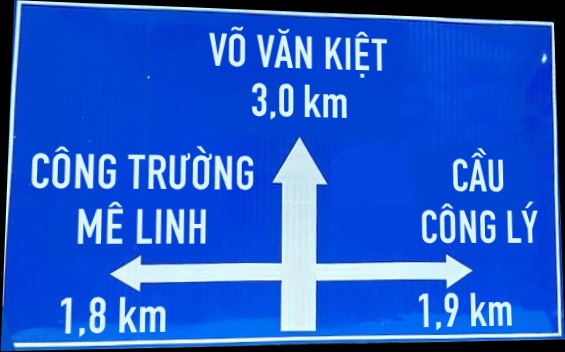 VÕ VĂN KIỆT
3,0 km
CÔNG TRƯỜNG
MÊ LINH
1,8 km
CẦU
CÔNG LÝ
1,9 km